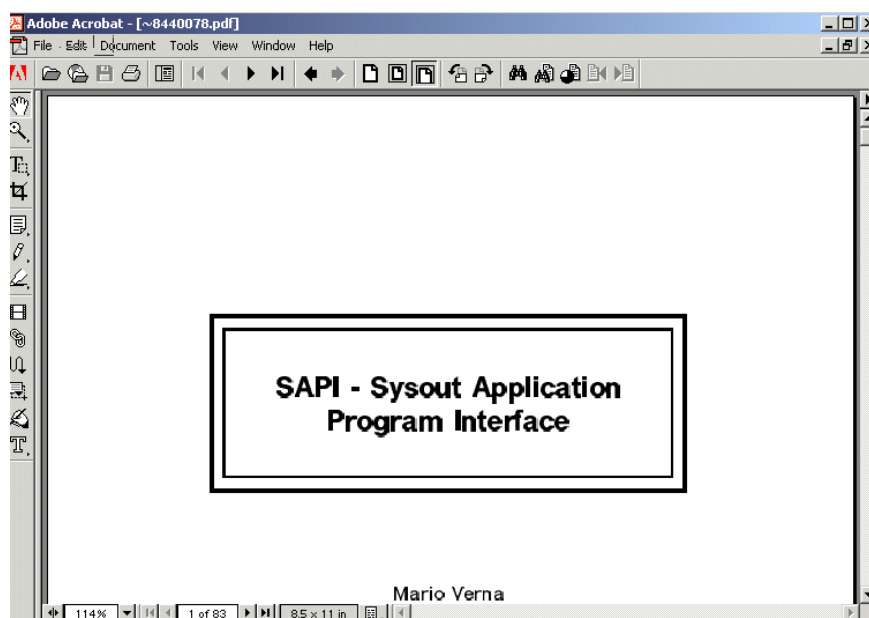 Adobe Acrobat - [~8440078.pdf]
File Edit Document Tools View Window Help
SAPI - Sysout Application
Program Interface
Mario Verna
114% 1 of 83 8.5 x 11 in